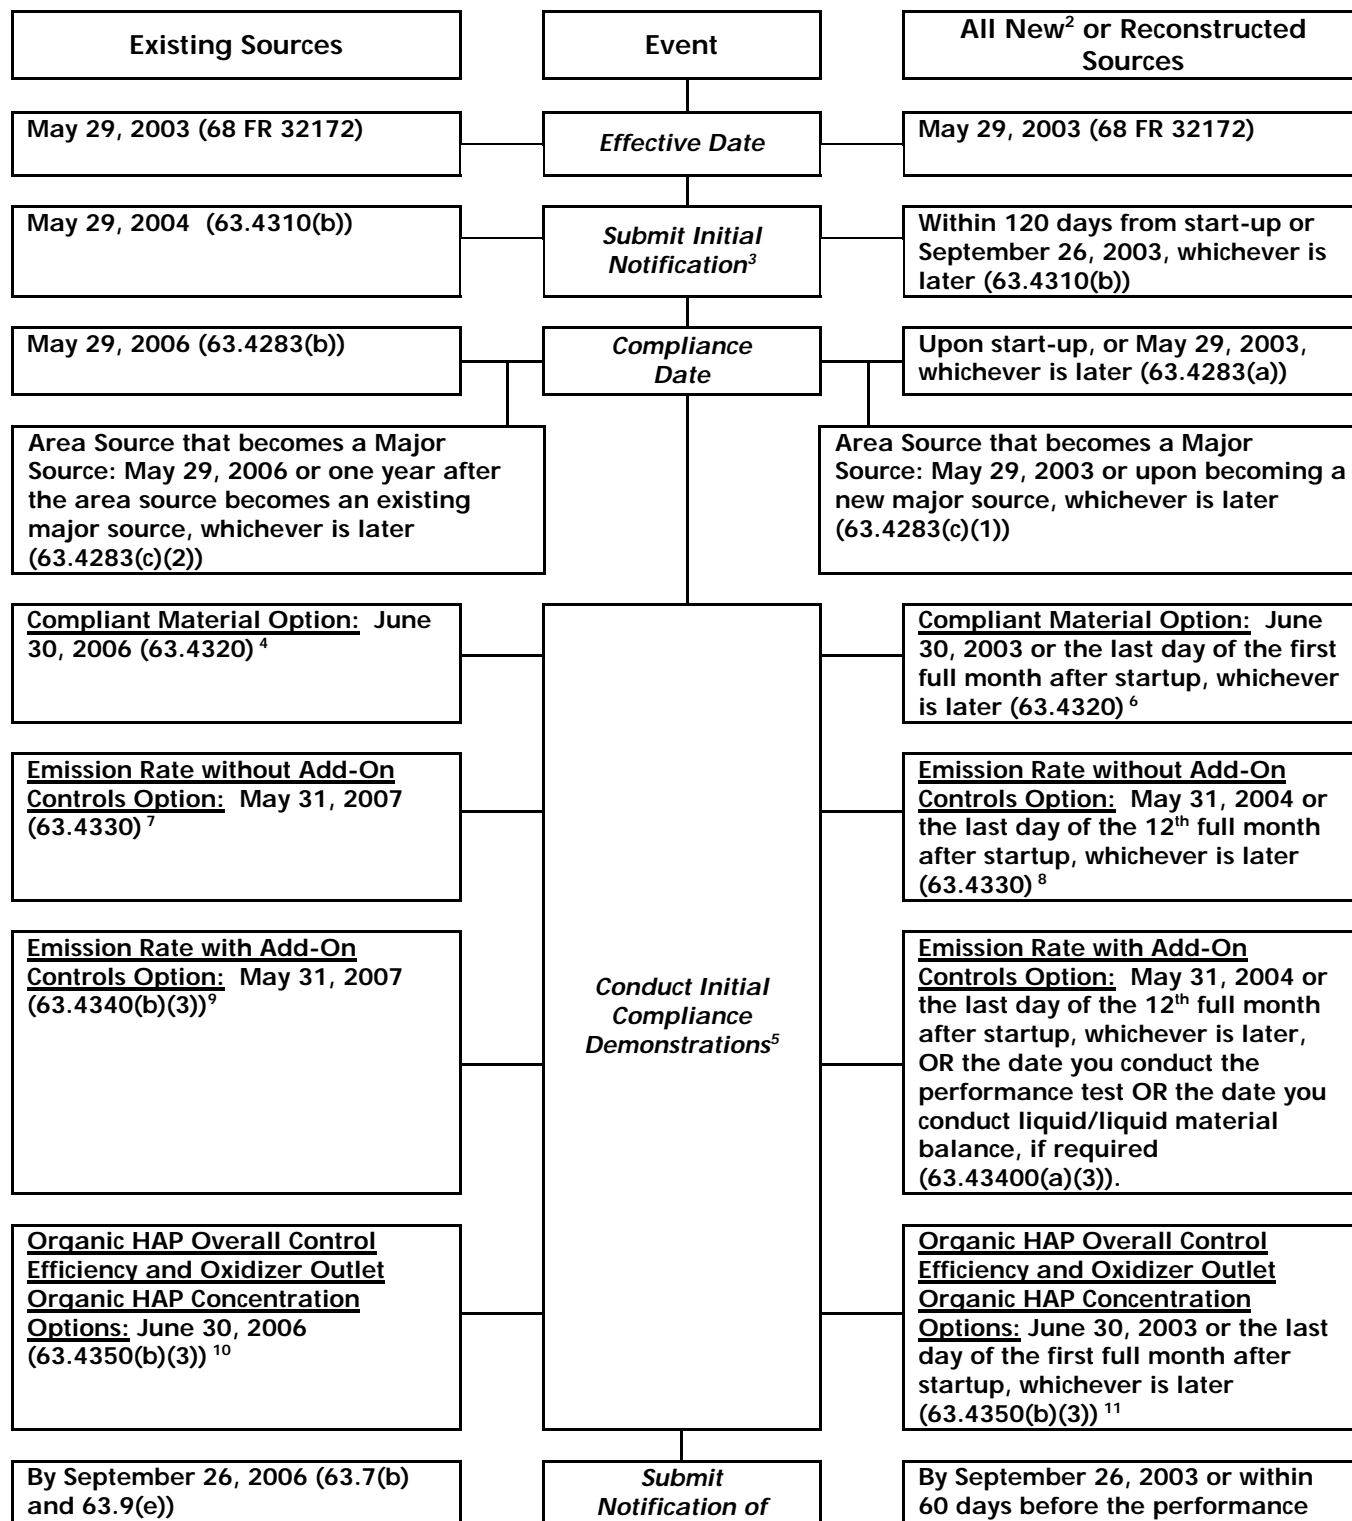 Existing Sources
Event
All New2 or Reconstructed
Sources
May 29, 2003 (68 FR 32172)
Effective Date
May 29, 2003 (68 FR 32172)
May 29, 2004 (63.4310(b))
Submit Initial
Notification3
Within 120 days from start-up or
September 26, 2003, whichever is
later (63.4310(b))
May 29, 2006 (63.4283(b))
Compliance
Date
Upon start-up, or May 29, 2003,
whichever is later (63.4283(a))
Area Source that becomes a Major
Source: May 29, 2006 or one year after
the area source becomes an existing
major source, whichever is later
(63.4283(c)(2))
Area Source that becomes a Major
Source: May 29, 2003 or upon becoming a
new major source, whichever is later
(63.4283(c)(1))
Compliant Material Option: June
30, 2006 (63.4320) 4
Compliant Material Option: June
30, 2003 or the last day of the first
full month after startup, whichever
is later (63.4320) 6
Emission Rate without Add-On
Controls Option: May 31, 2007
(63.4330) 7
Emission Rate without Add-On
Controls Option: May 31, 2004 or
the last day of the 12th full month
after startup, whichever is later
(63.4330) 8
Emission Rate with Add-On
Controls Option: May 31, 2007
(63.4340(b)(3))9
Conduct Initial
Compliance
Demonstrations5
Emission Rate with Add-On
Controls Option: May 31, 2004 or
the last day of the 12th full month
after startup, whichever is later,
OR the date you conduct the
performance test OR the date you
conduct liquid/liquid material
balance, if required
(63.43400(a)(3)).
Organic HAP Overall Control
Efficiency and Oxidizer Outlet
Organic HAP Concentration
Options: June 30, 2006
(63.4350(b)(3)) 10
Organic HAP Overall Control
Efficiency and Oxidizer Outlet
Organic HAP Concentration
Options: June 30, 2003 or the last
day of the first full month after
startup, whichever is later
(63.4350(b)(3)) 11
By September 26, 2006 (63.7(b)
and 63.9(e))
Submit
Notification of
By September 26, 2003 or within
60 days before the performance